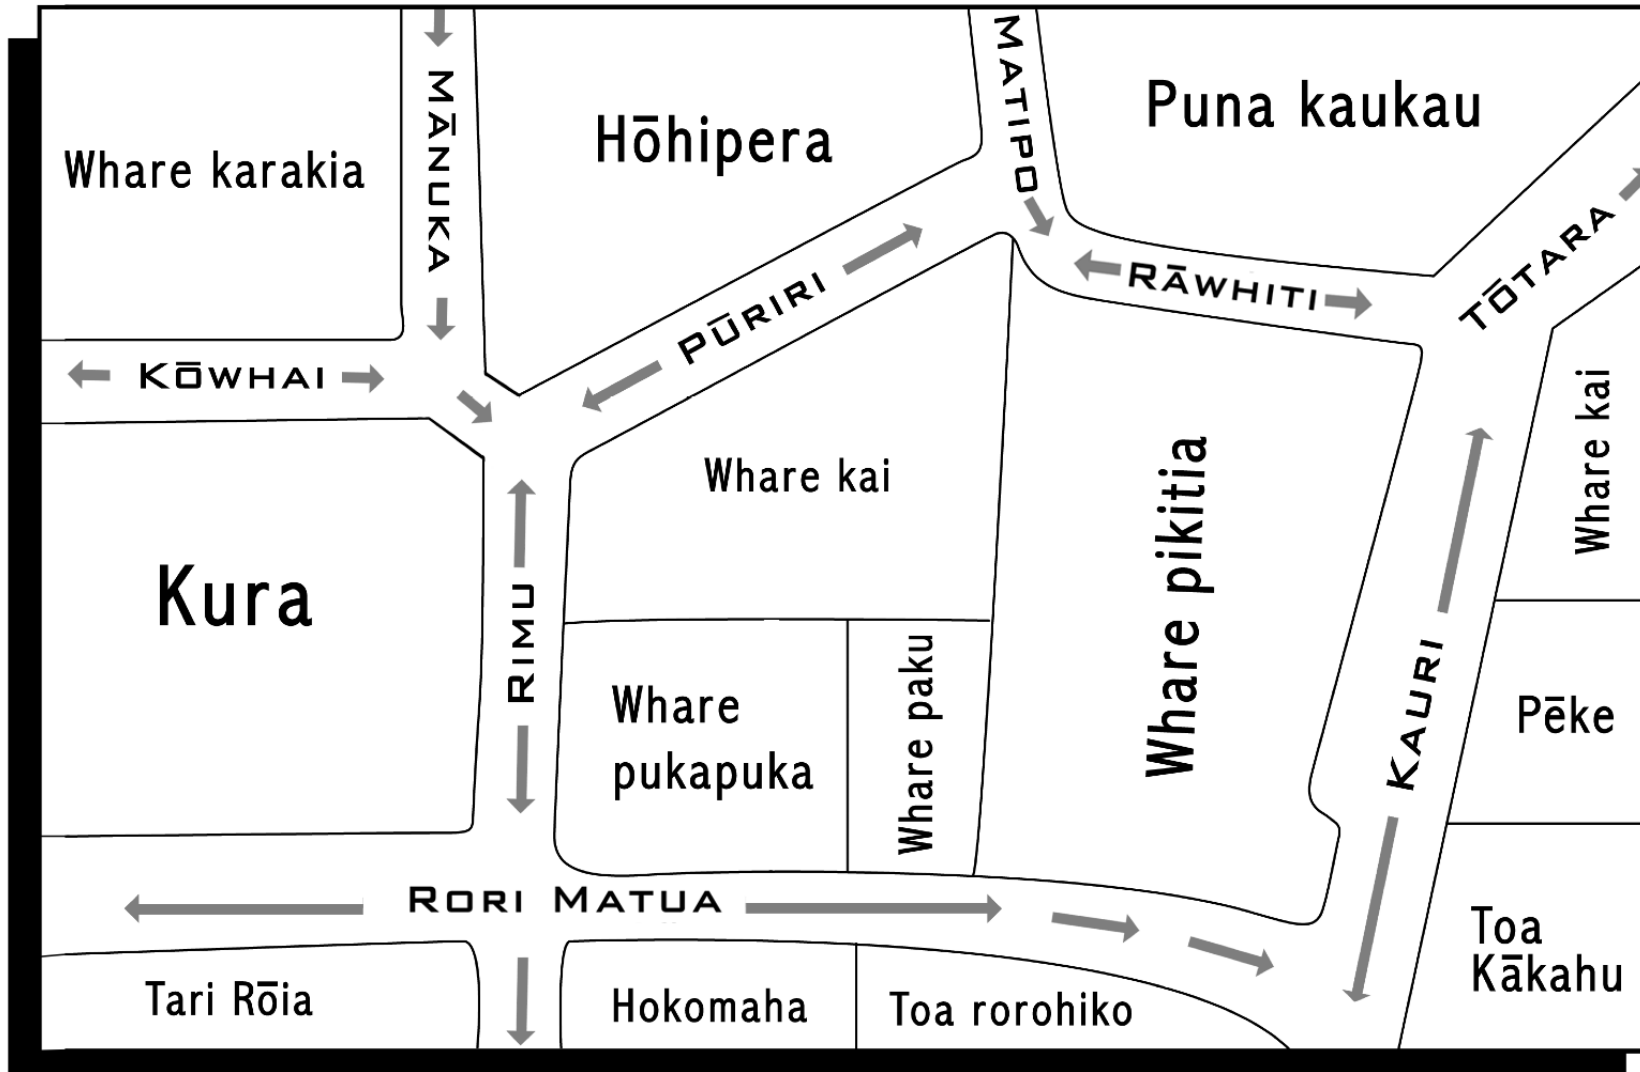 MATIPO
Puna kaukau
MĀNUKA
Hōhipera
Whare karakia
TŌTARA
RĀWHITI
PŪRIRI
KŌWHAI
Whare kai
Whare kai
Whare pikitia
Kura
RIMU
Whare
pukapuka
Whare paku
KAURI
Pēke
RORI MATUA
Toa
Kākahu
Tari Rōia
Hokomaha
Toa rorohiko